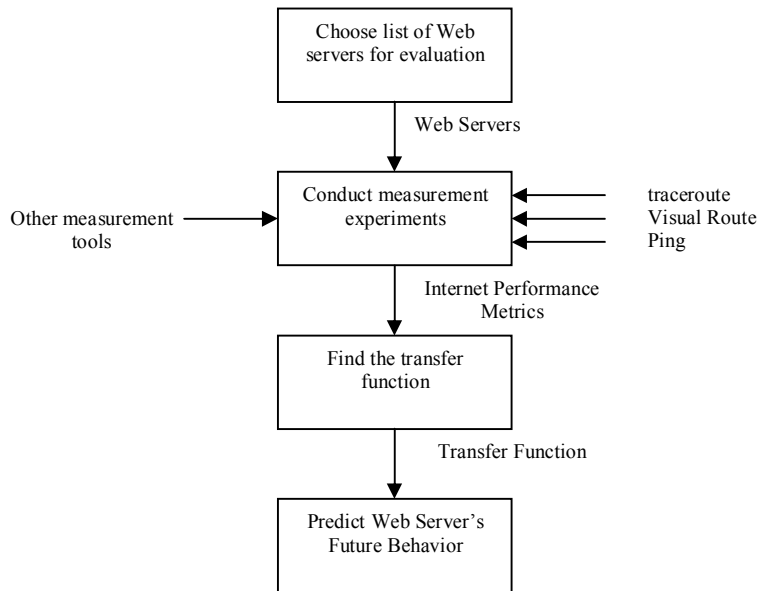 Choose list of Web
servers for evaluation
Web Servers
Conduct measurement
experiments
Other measurement
tools
traceroute
Visual Route
Ping
Internet Performance
Metrics
Find the transfer
function
Transfer Function
Predict Web Server’s
Future Behavior